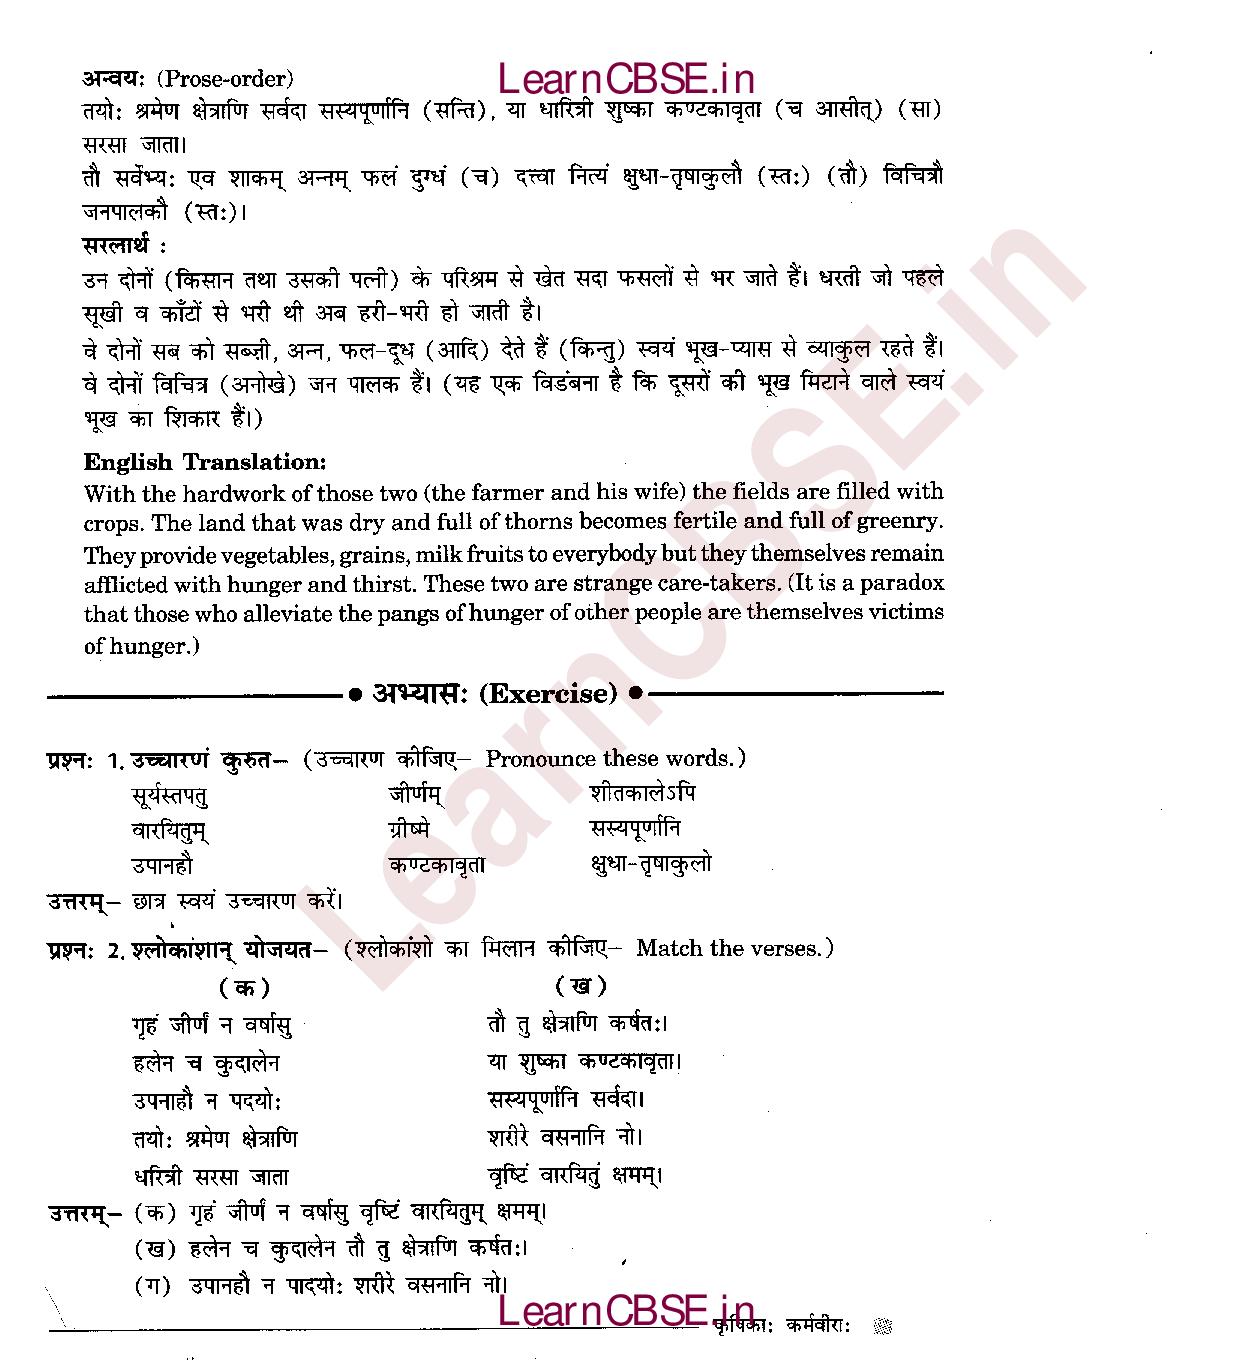 LearnCBSE.in
अन्वय: (Prose-order)
तयो: श्रमेण क्षेत्राणि सर्वदा सस्यपूर्णानि (सन्ति), या धारित्री शुष्का कण्टकावृता (च आसीत्) (सा)
सरसा जाता।
तौ सर्वेभ्य: एव शाकम् अन्नम् फलं दुग्धं (च) दत्त्वा नित्यं क्षुधा-तृषाकुलौ (स्त:) (तौ) विचित्रौ
जनपालकौ (स्त:)।
सरलार्थ :
उन दोनों (किसान तथा उसकी पत्नी) के परिश्रम से खेत सदा फसलों से भर जाते हैं। धरती जो पहले
सूखी व काँटों से भरी थी अब हरी-भरी हो जाती है।
वे दोनों सब को सब्ज़ी, अन्न, फल-दूध (आदि) देते हैं (किन्तु) स्वयं भूख-प्यास से व्याकुल रहते हैं।
वे दोनों विचित्र (अनोखे) जन पालक हैं। (यह एक विडंबना है कि दूसरों की भूख मिटाने वाले स्वयं
भूख का शिकार हैं।)
English Translation:
With the hardwork of those two (the farmer and his wife) the fields are filled with
crops. The land that was dry and full of thorns becomes fertile and full of greenry.
They provide vegetables, grains, milk fruits to everybody but they themselves remain
afflicted with hunger and thirst. These two are strange care-takers. (It is a paradox
that those who alleviate the pangs of hunger of other people are themselves victims
of hunger.)
LearnCBSE.in
• अभ्यास: (Exercise) •
प्रश्न: 1. उच्चारणं कुरुत– (उच्चारण कीजिए– Pronounce these words.)
सूर्यस्तपतु जीर्णम् शीतकालेऽपि
वारयितुम् ग्रीष्मे सस्यपूर्णानि
उपानहौ कण्टकावृता क्षुधा-तृषाकुलो
उत्तरम्– छात्र स्वयं उच्चारण करें।
प्रश्न: 2. श्लोकांशान् योजयत– (श्लोकांशो का मिलान कीजिए– Match the verses.)
(क) (ख)
गृहं जीर्णं न वर्षासु तौ तु क्षेत्राणि कर्षत:।
हलेन च कुदालेन या शुष्का कण्टकावृता।
उपनाहौ न पदयो: सस्यपूर्णानि सर्वदा।
तयो: श्रमेण क्षेत्राणि शरीरे वसनानि नो।
धरित्री सरसा जाता वृष्टिं वारयितुं क्षमम्।
उत्तरम्– (क) गृहं जीर्णं न वर्षासु वृष्टिं वारयितुम् क्षमम्।
(ख) हलेन च कुदालेन तौ तु क्षेत्राणि कर्षत:।
(ग) उपानहौ न पादयो: शरीरे वसनानि नो।
LearnCBSE.in
कृषिका: कर्मवीरा: